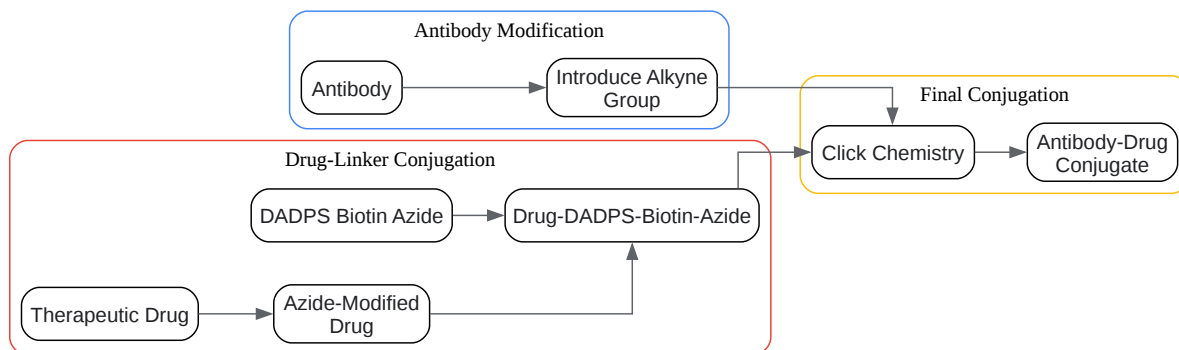 Antibody Modification
Antibody
Introduce Alkyne
Group
Final Conjugation
Click Chemistry
Antibody-Drug
Conjugate
Drug-Linker Conjugation
DADPS Biotin Azide
Drug-DADPS-Biotin-Azide
Therapeutic Drug
Azide-Modified
Drug